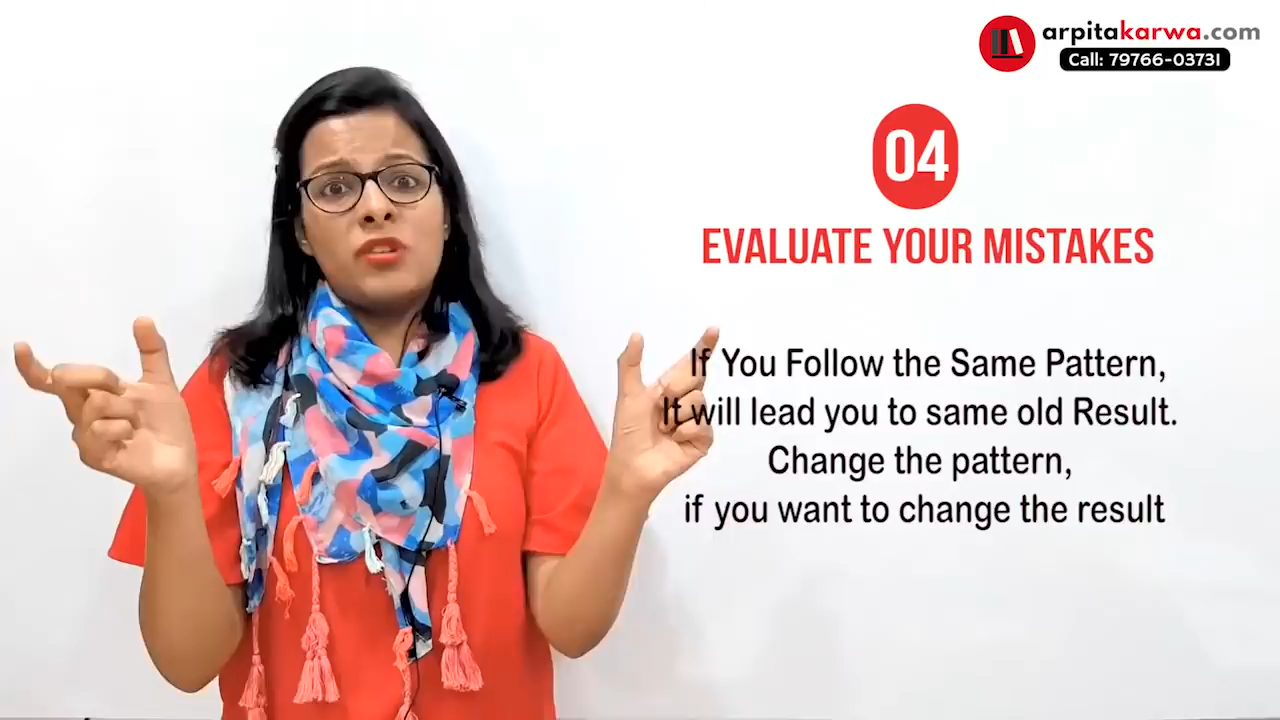 arpitakarwa.com
Call: 79766-03731
04
EVALUATE YOUR MISTAKES
If You Follow the Same Pattern,
It will lead you to same old Result.
Change the pattern,
if you want to change the result